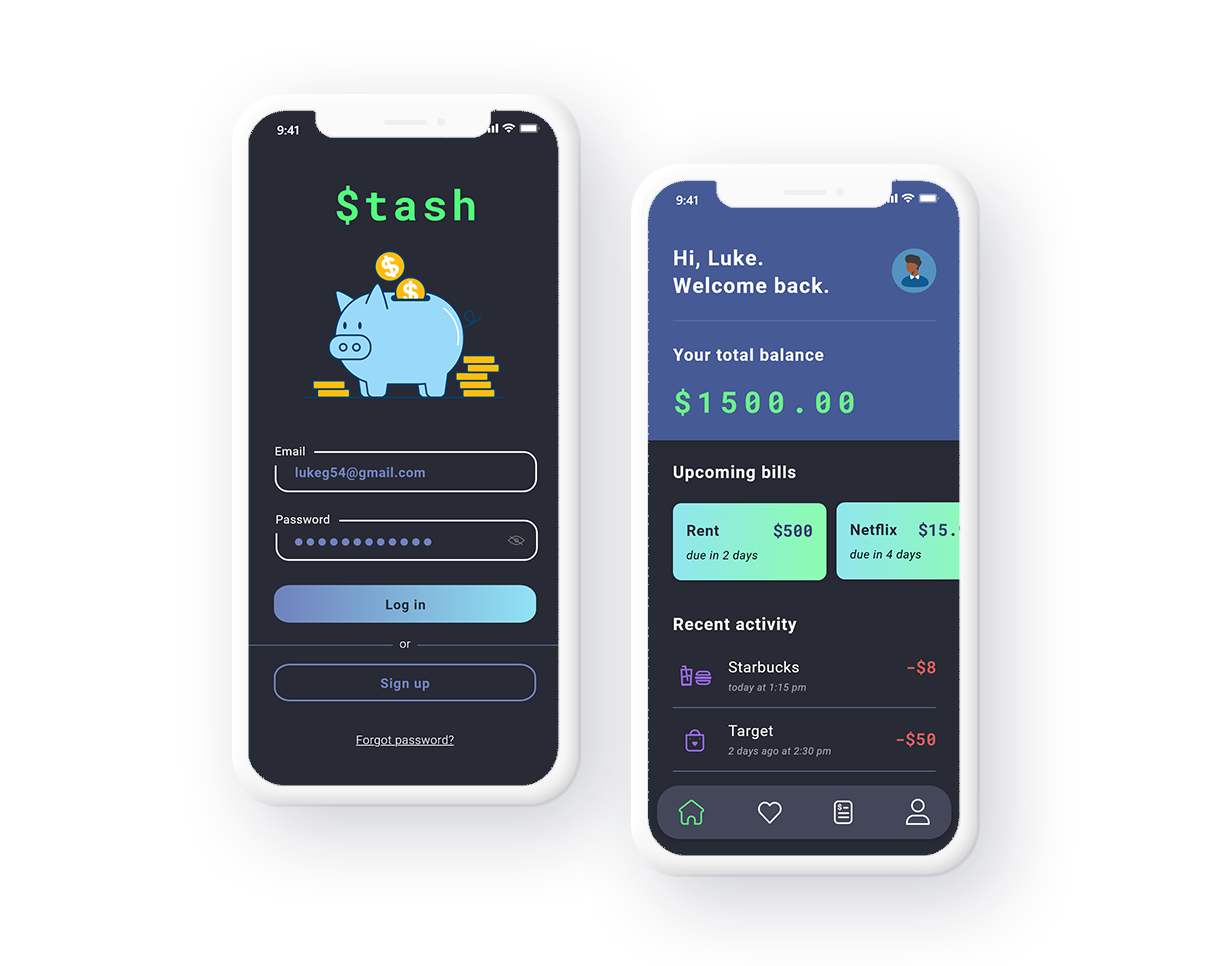 9:41
$tash
$
$
Email
lukeg54@gmail.com
Password
Log in
or
Sign up
Forgot password?
9:41
Hi, Luke.
Welcome back.
Your total balance
$1500.00
Upcoming bills
Rent $500
due in 2 days
Netflix $15.
due in 4 days
Recent activity
Starbucks -$8
today at 1:15 pm
Target -$50
2 days ago at 2:30 pm
$